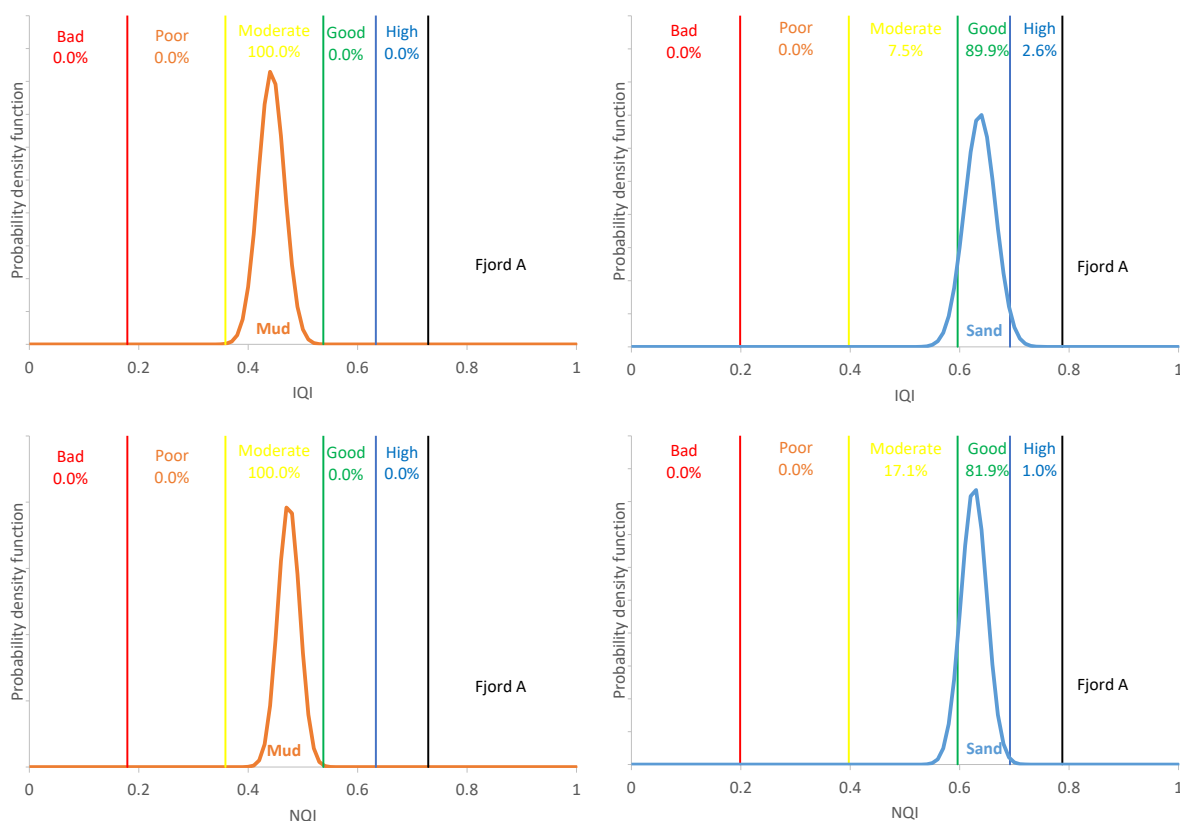 Bad
0.0%
Poor
0.0%
Moderate
100.0%
Good
0.0%
High
0.0%
Probability density function
Fjord A
Mud
0 0.2 0.4 0.6 0.8 1
IQI
Bad
0.0%
Poor
0.0%
Moderate
7.5%
Good
89.9%
High
2.6%
Probability density function
Fjord A
Sand
0 0.2 0.4 0.6 0.8 1
IQI
Bad
0.0%
Poor
0.0%
Moderate
100.0%
Good
0.0%
High
0.0%
Probability density function
Fjord A
Mud
0 0.2 0.4 0.6 0.8 1
NQI
Bad
0.0%
Poor
0.0%
Moderate
17.1%
Good
81.9%
High
1.0%
Probability density function
Fjord A
Sand
0 0.2 0.4 0.6 0.8 1
NQI